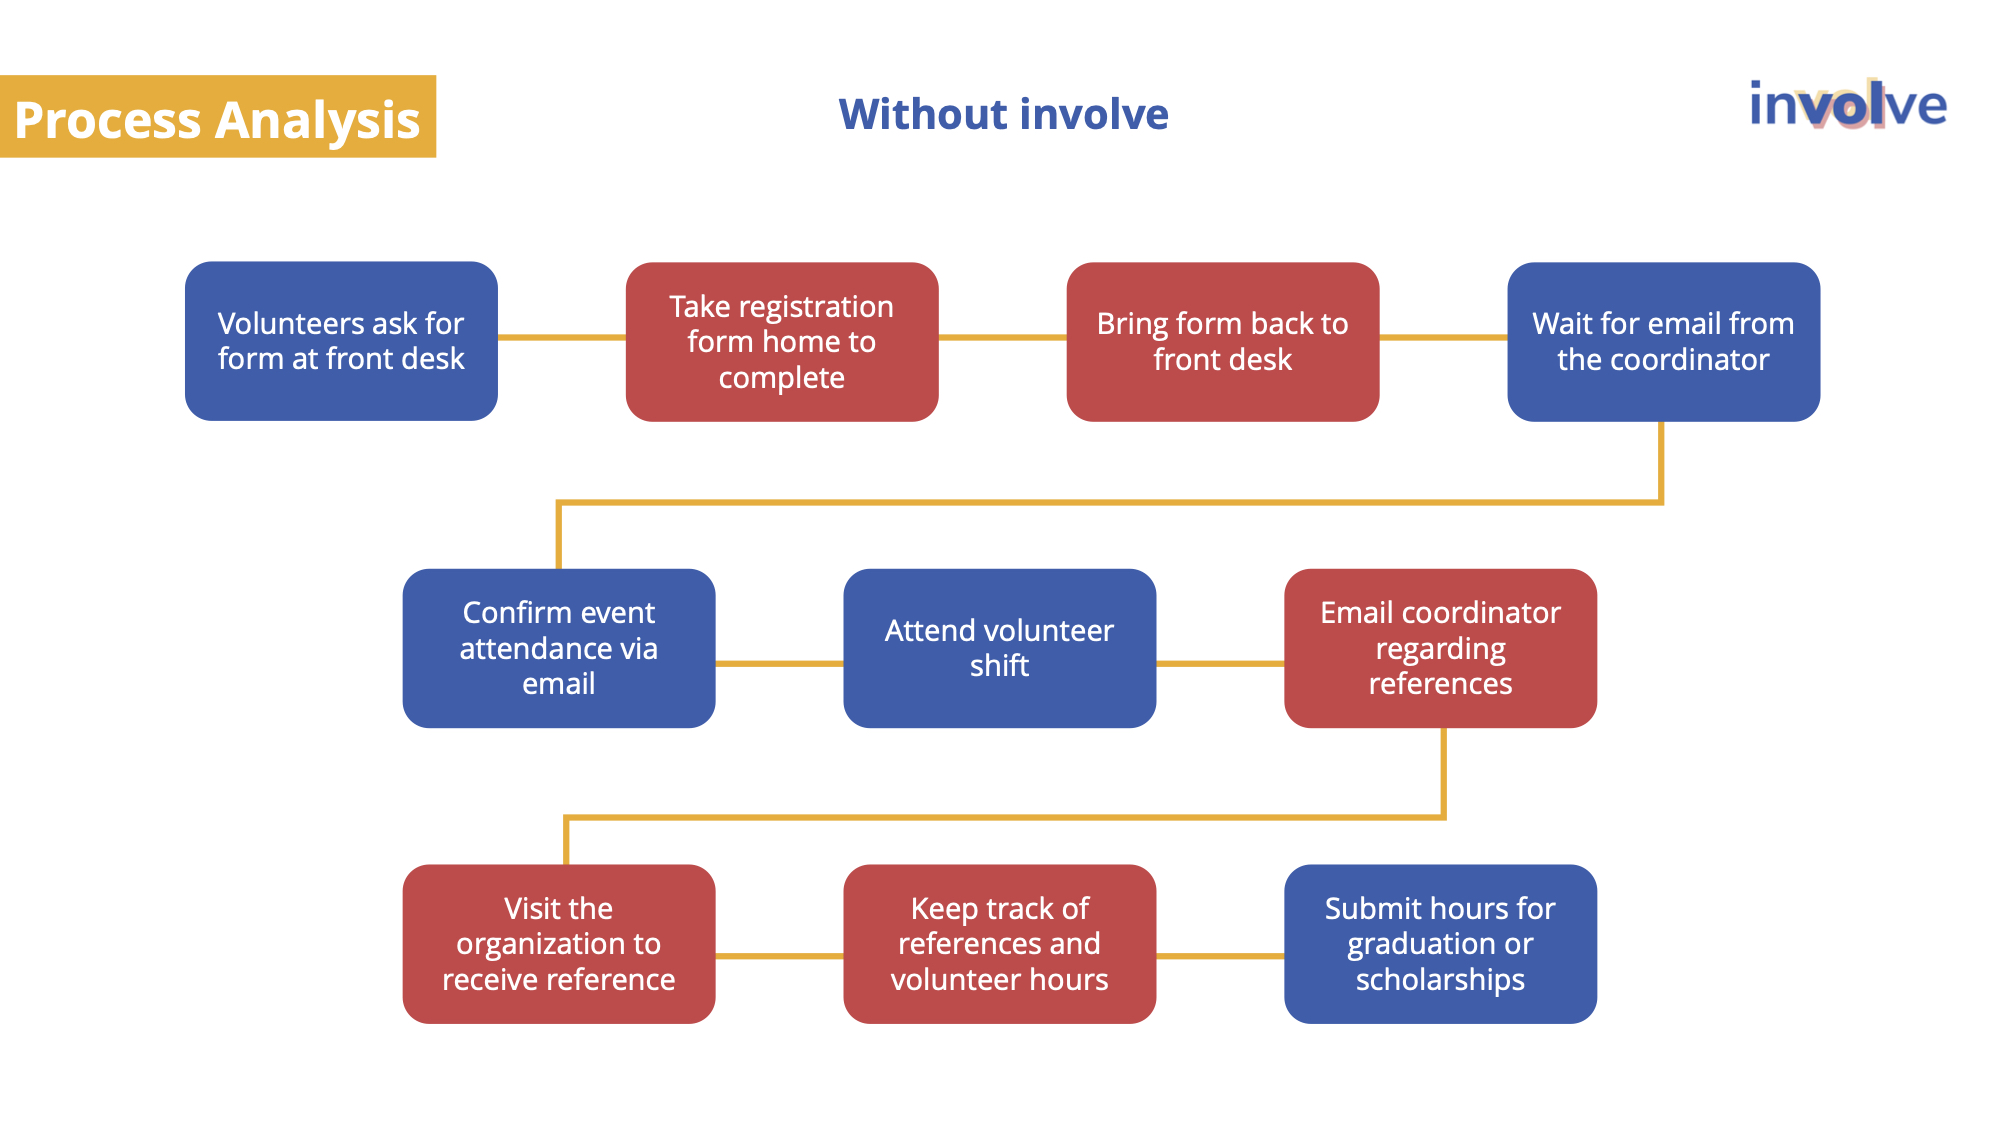 Process Analysis
Without involve
involve
Volunteers ask for
form at front desk
Take registration
form home to
complete
Bring form back to
front desk
Wait for email from
the coordinator
Confirm event
attendance via
email
Attend volunteer
shift
Email coordinator
regarding
references
Visit the
organization to
receive reference
Keep track of
references and
volunteer hours
Submit hours for
graduation or
scholarships